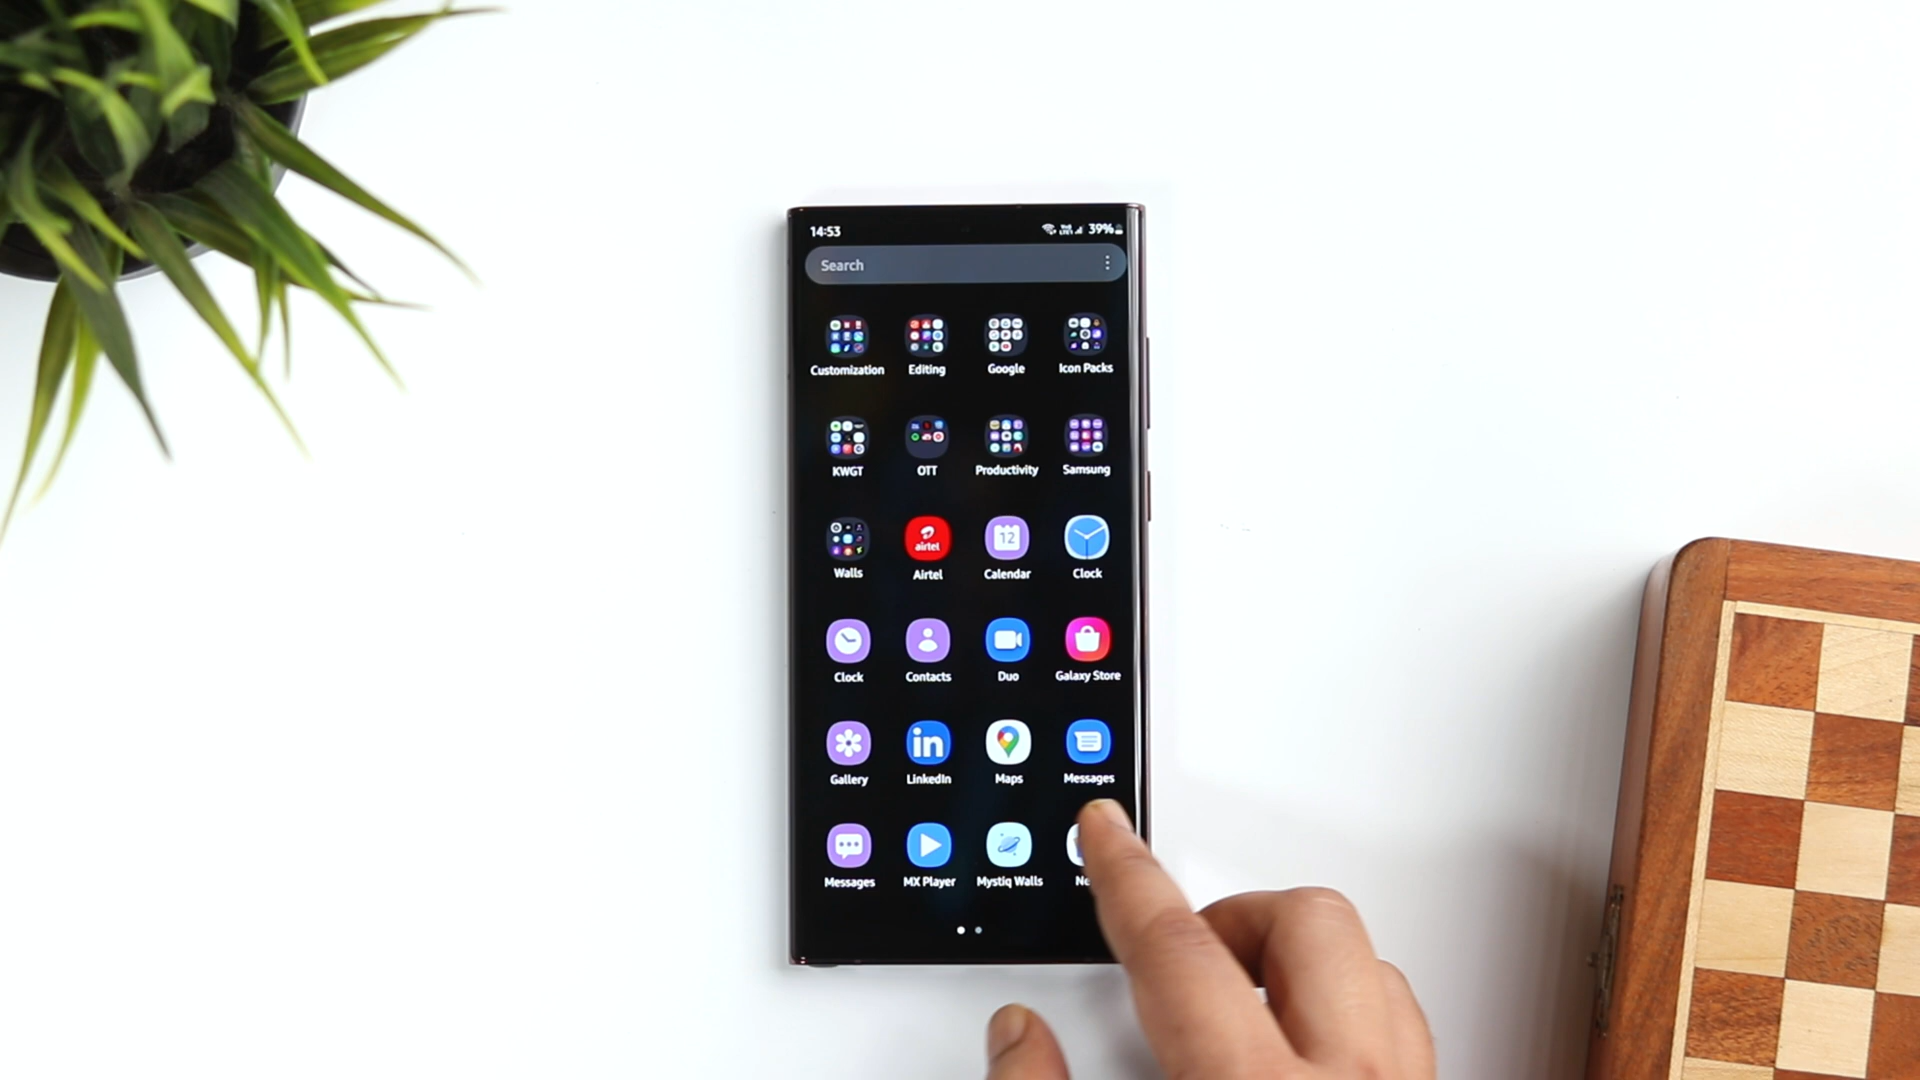 14:53 39%
Search
Customization Editing Google Icon Packs
KWGT OTT Productivity Samsung
airtel 12
Walls Airtel Calendar Clock
Clock Contacts Duo Galaxy Store
in
Gallery LinkedIn Maps Messages
Messages MX Player Mystiq Walls